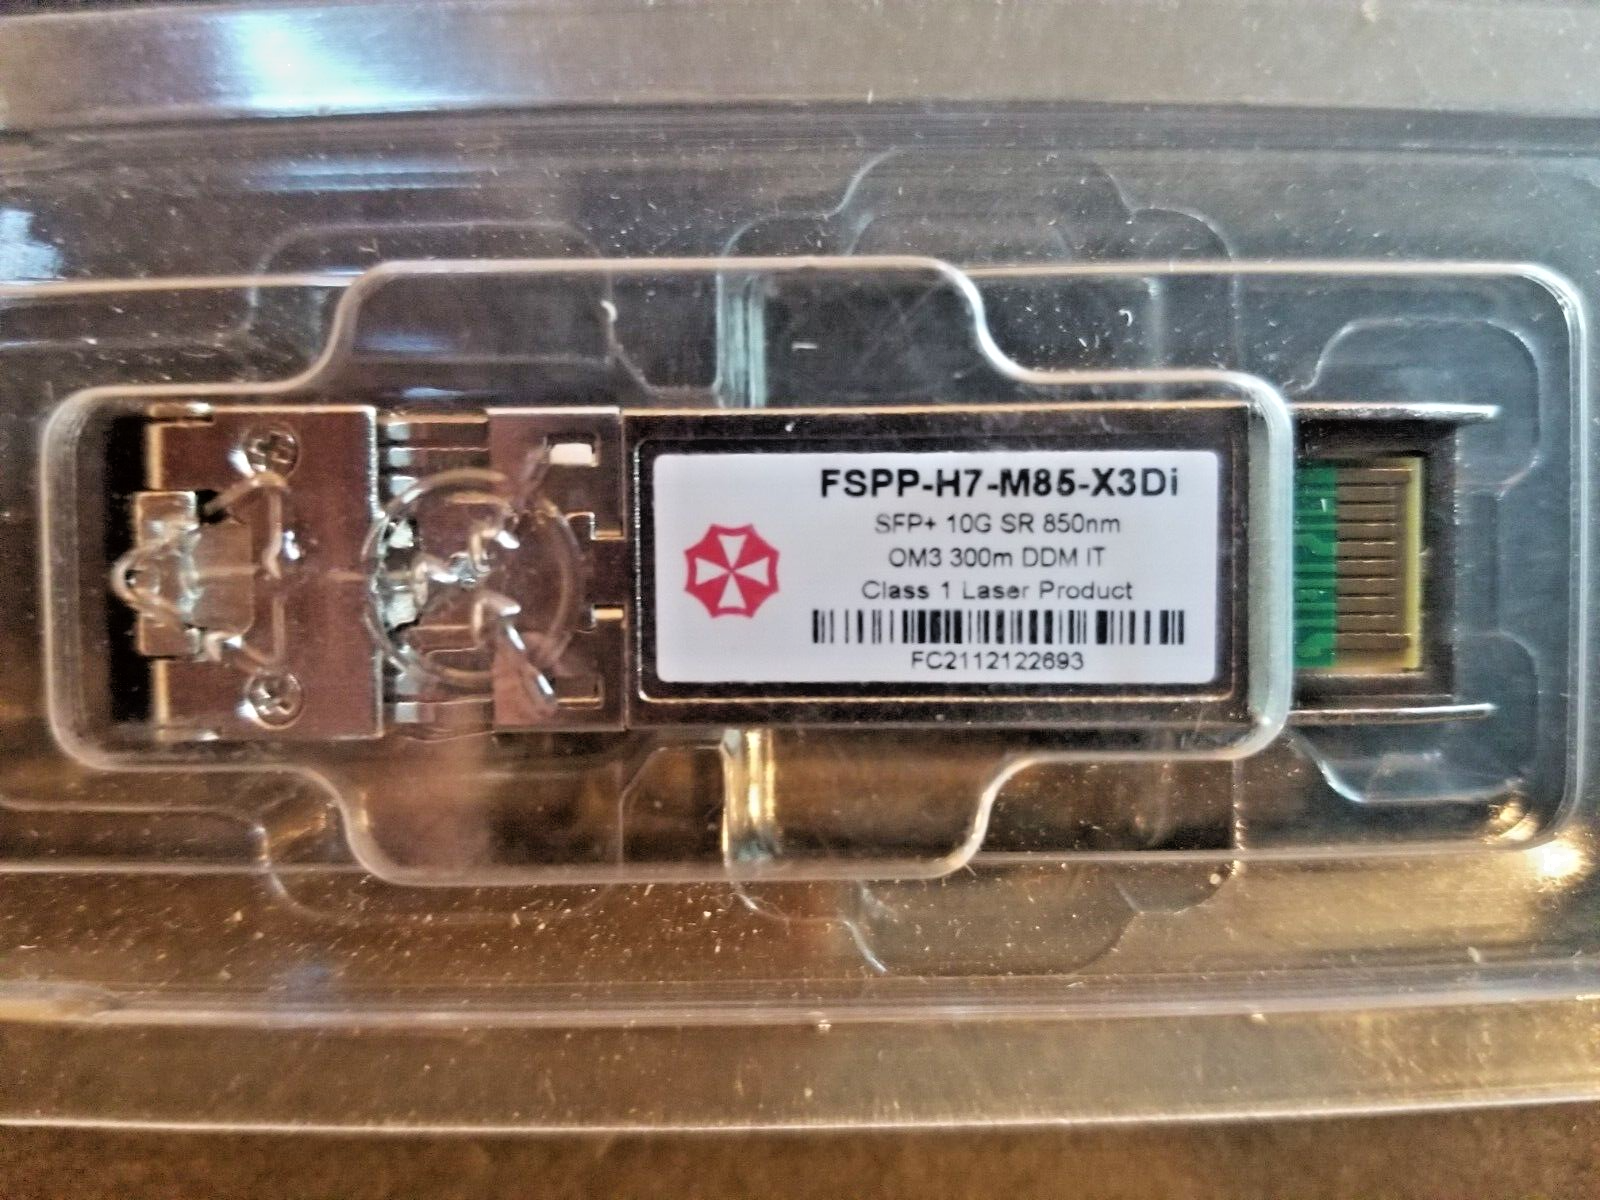 FSPP-H7-M85-X3Di
SFP+ 10G SR 850nm
OM3 300m DDM IT
Class 1 Laser Product
FC2112122693